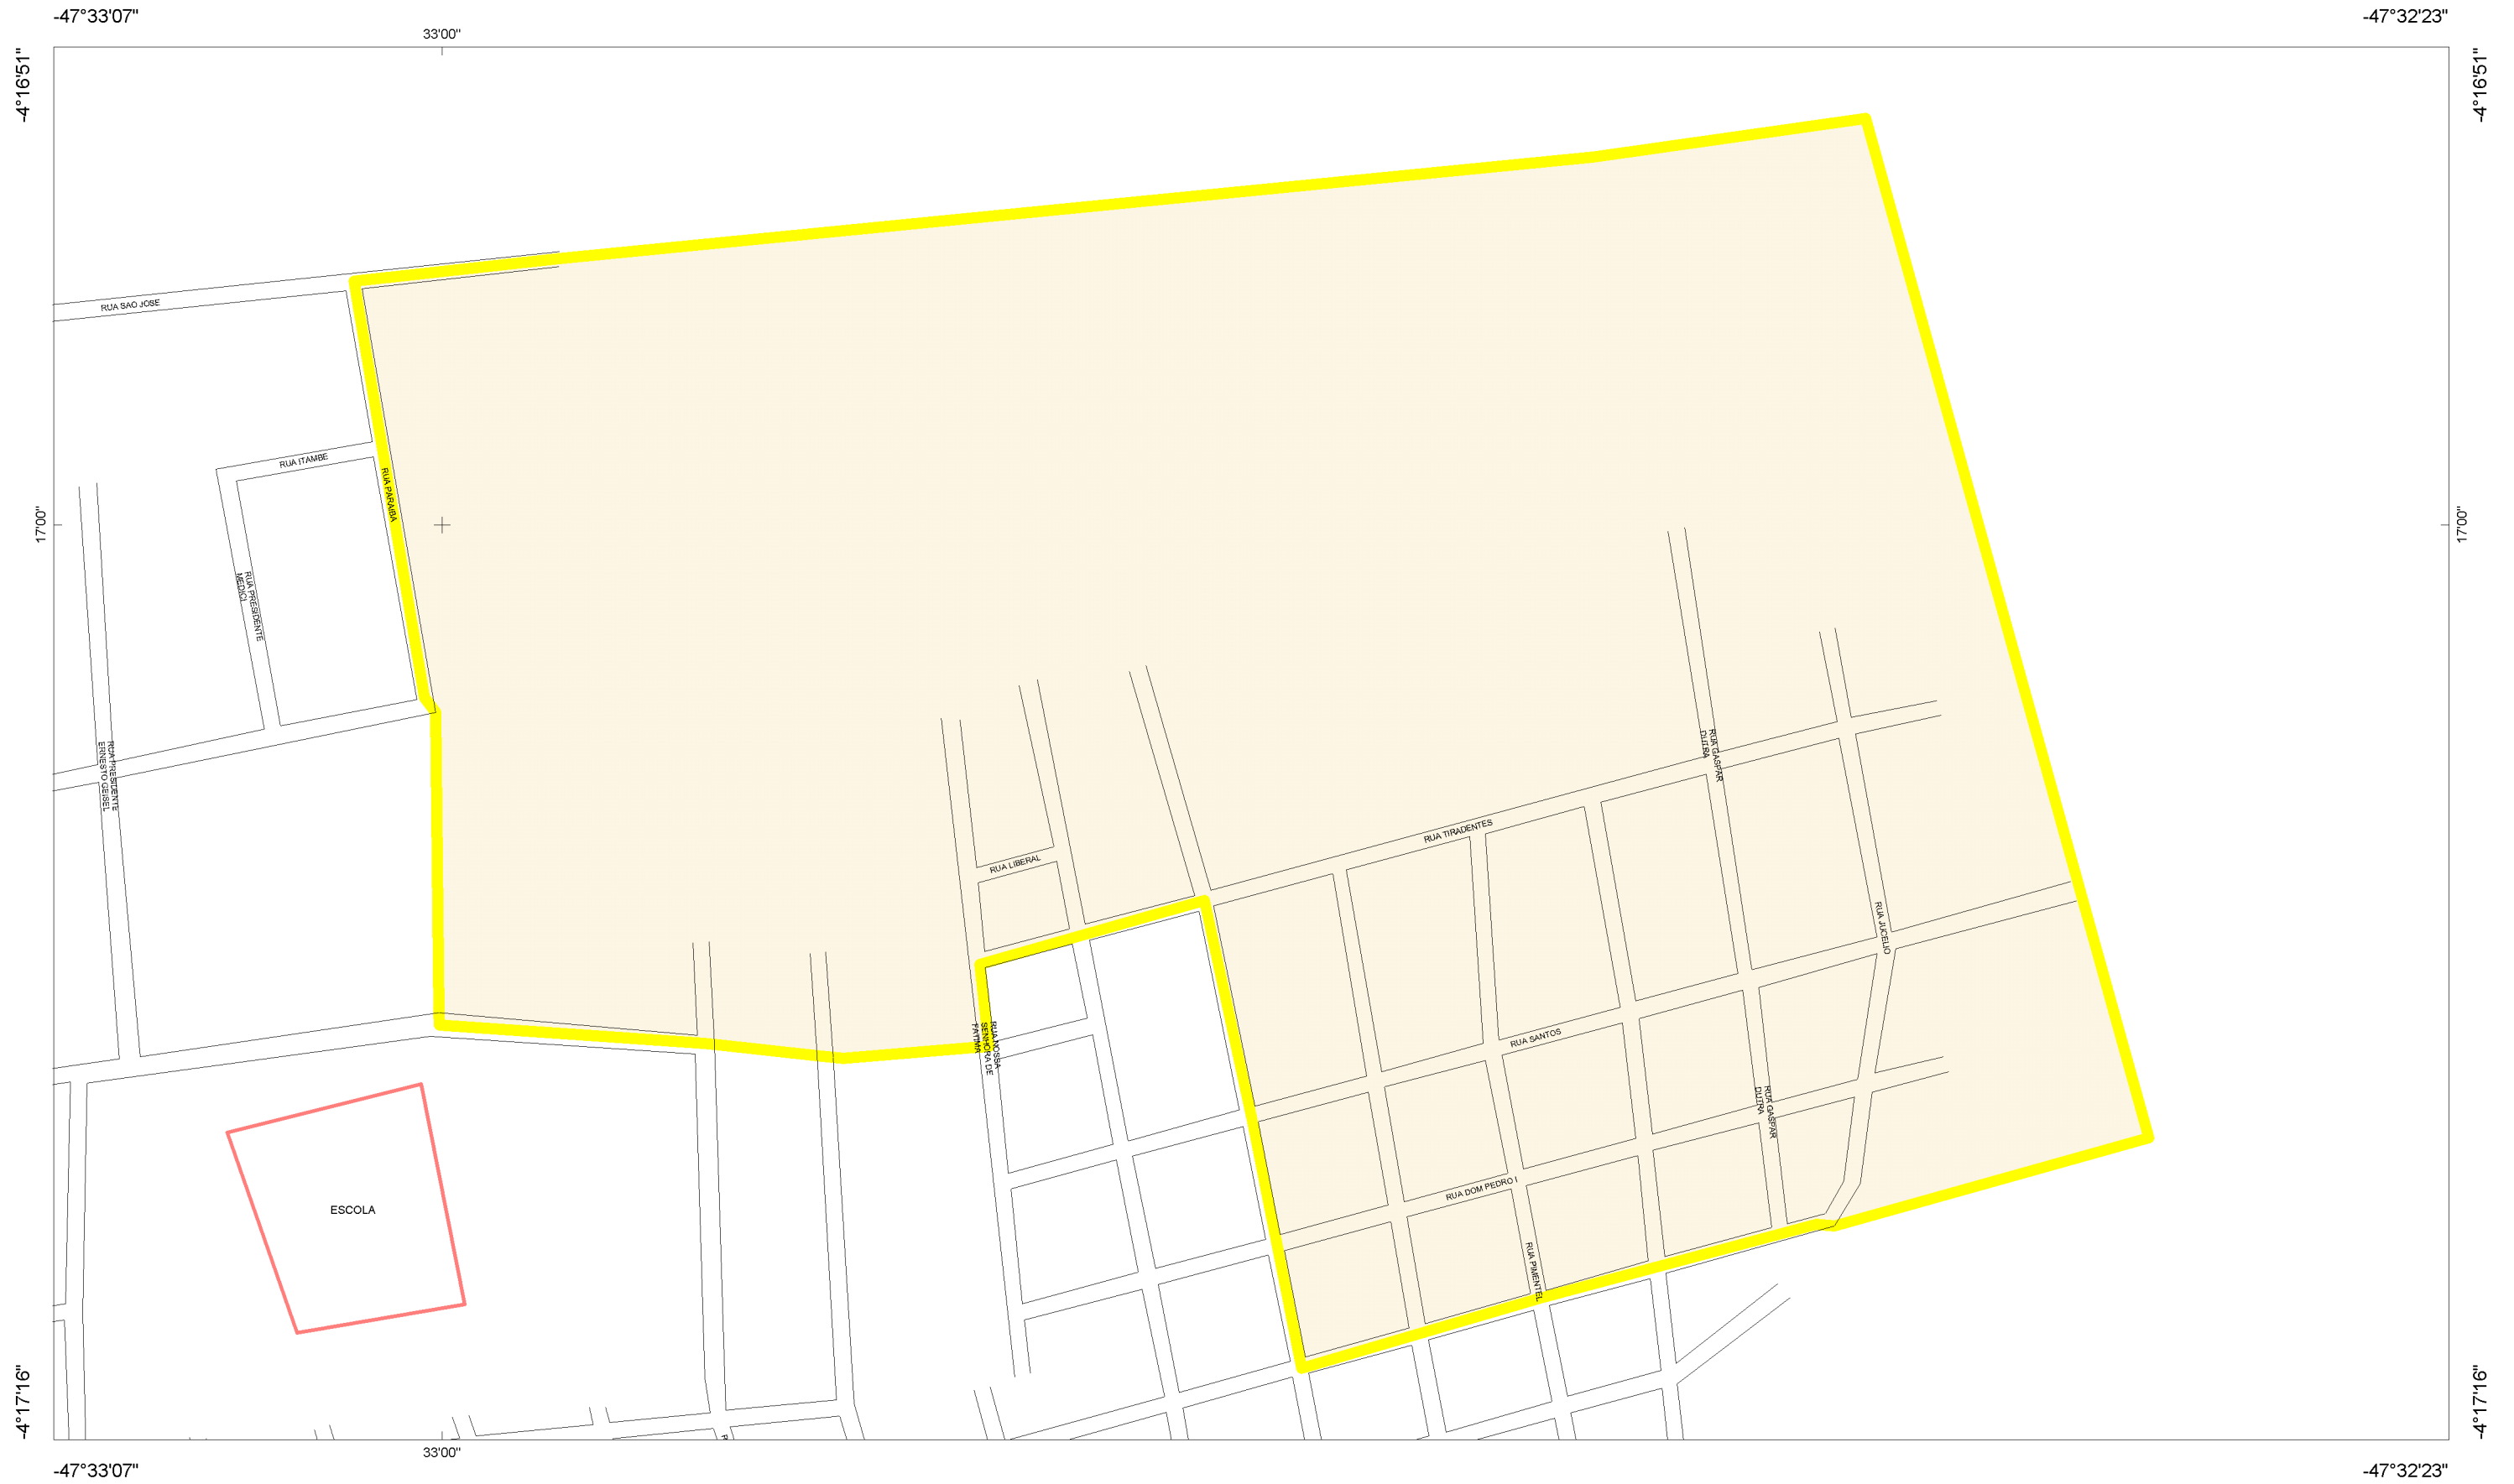 -47°33'07"
-47°32'23"
33'00"
-4°16'51"
-4°16'51"
RUA SAO JOSE
RUA ITAMBE
RUA PARAIBA
17'00"
17'00"
RUA PRESIDENTE
MEDICI
RUA PRESIDENTE
ERNESTO GEISEL
RUA GASPAR
DUTRA
RUA TIRADENTES
RUA LIBERAL
RUA JUCELIO
RUA NOSSA
SENHORA DE
FATIMA
RUA SANTOS
RUA GASPAR
DUTRA
RUA DOM PEDRO I
ESCOLA
RUA PIMENTEL
-4°17'16"
-4°17'16"
33'00"
-47°33'07"
-47°32'23"